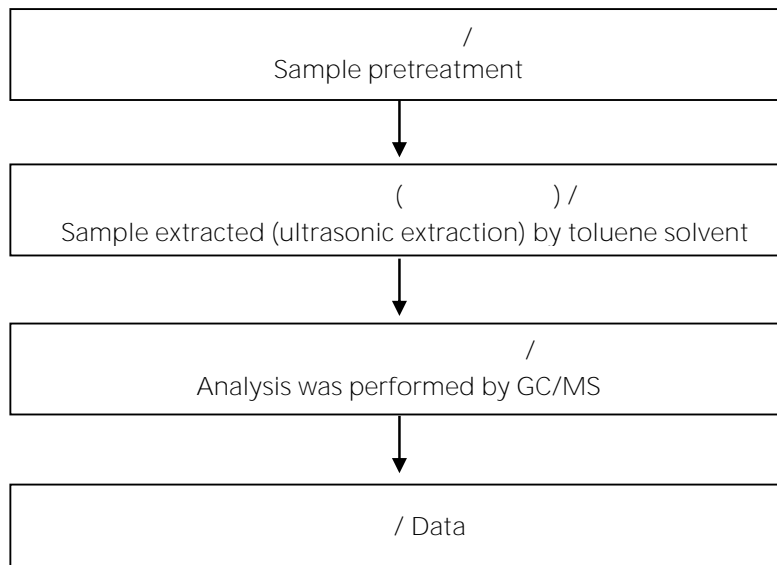 /
Sample pretreatment
( ) /
Sample extracted (ultrasonic extraction) by toluene solvent
/
Analysis was performed by GC/MS
/ Data